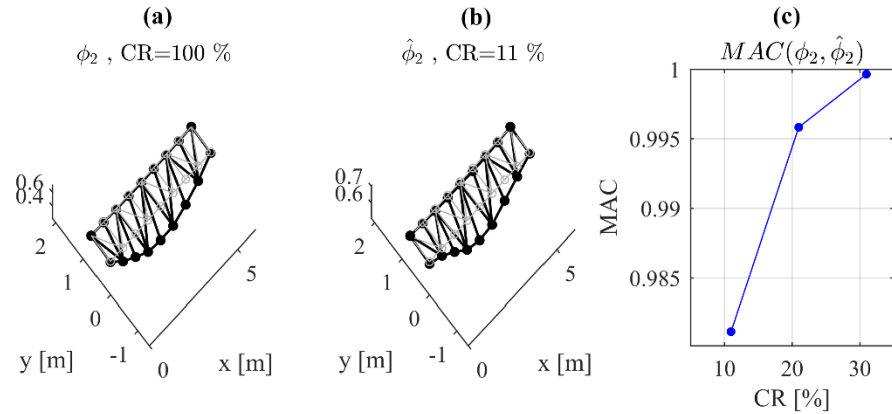 (a)
ϕ₂ , CR=100 %
0.6
0.4
2
1
0
-1
y [m]
0
5
x [m]
(b)
ϕ̂₂ , CR=11 %
0.7
0.6
2
1
0
-1
y [m]
0
5
x [m]
(c)
MAC(ϕ₂, ϕ̂₂)
1
0.995
0.99
0.985
MAC
10
20
30
CR [%]